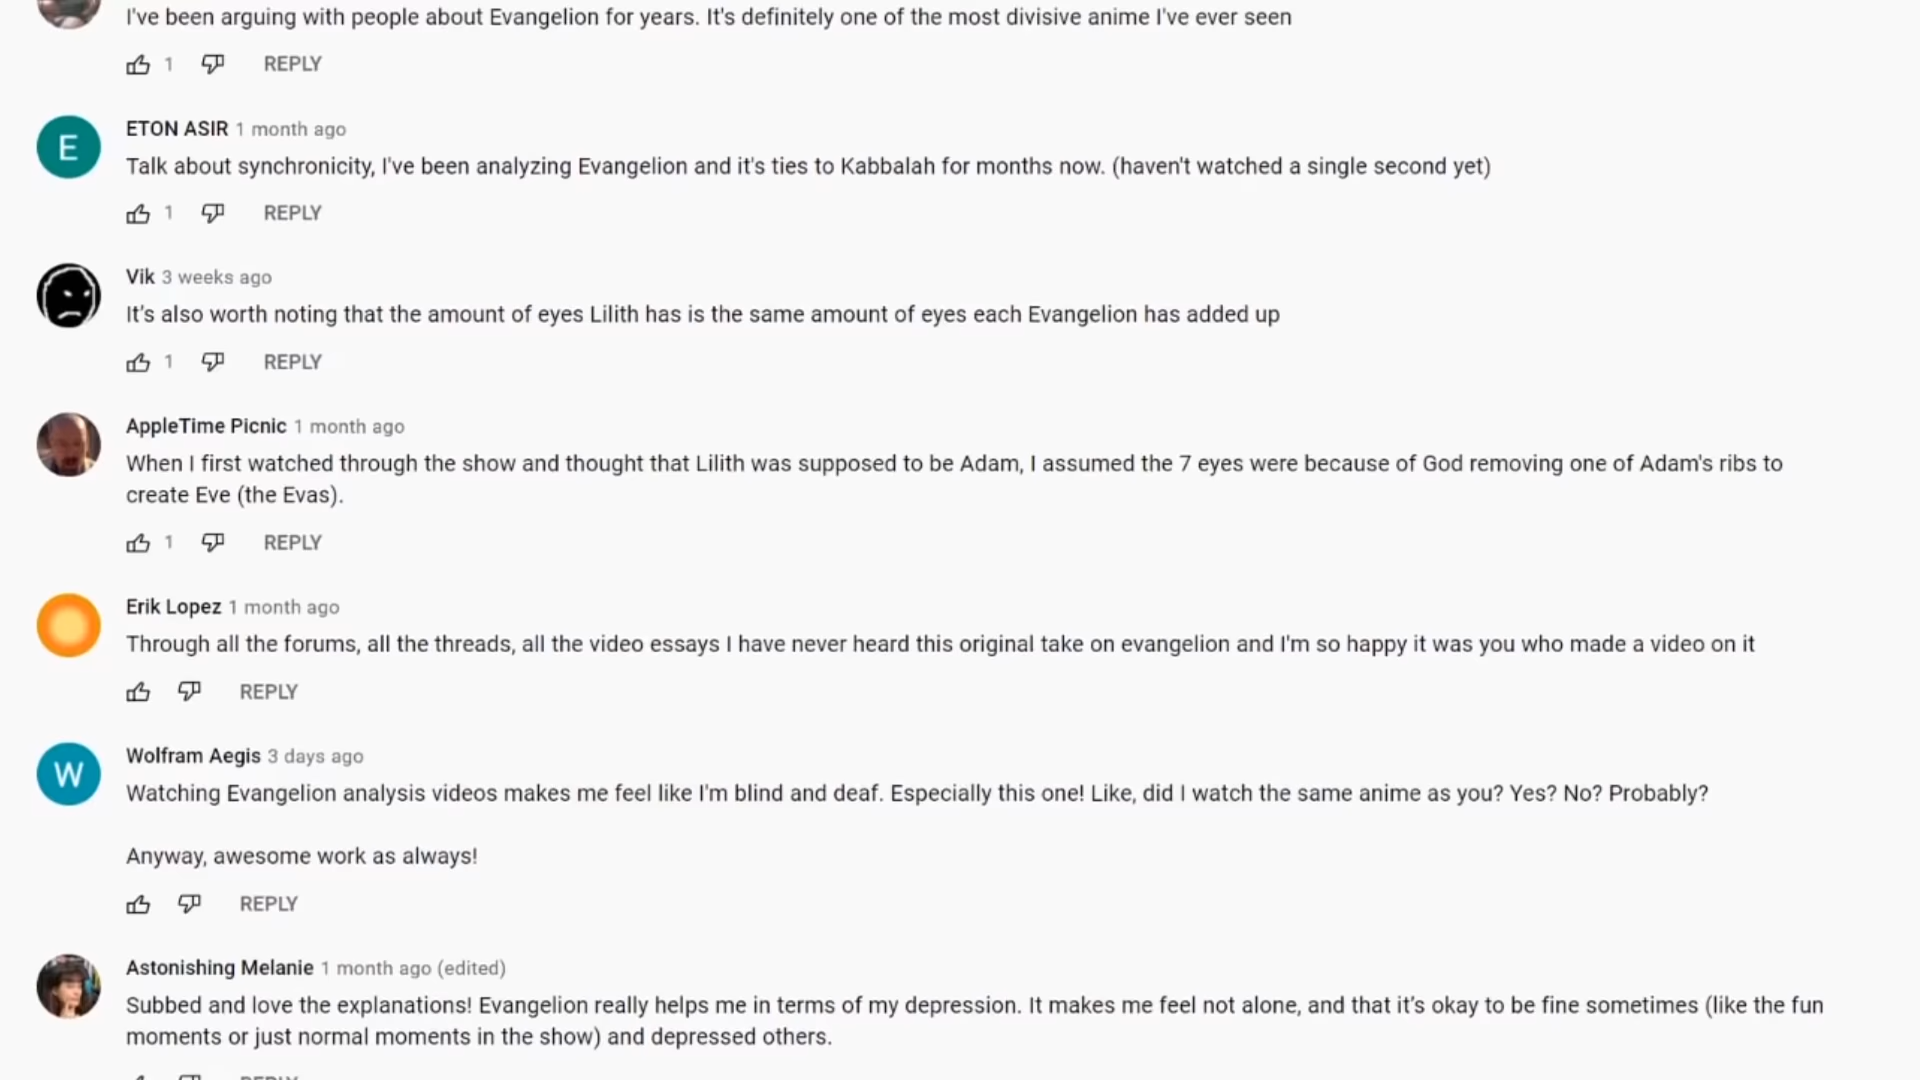 I've been arguing with people about Evangelion for years. It's definitely one of the most divisive anime I've ever seen
1 REPLY
E
ETON ASIR 1 month ago
Talk about synchronicity, I've been analyzing Evangelion and it's ties to Kabbalah for months now. (haven't watched a single second yet)
1 REPLY
Vik 3 weeks ago
It's also worth noting that the amount of eyes Lilith has is the same amount of eyes each Evangelion has added up
1 REPLY
AppleTime Picnic 1 month ago
When I first watched through the show and thought that Lilith was supposed to be Adam, I assumed the 7 eyes were because of God removing one of Adam's ribs to
create Eve (the Evas).
1 REPLY
Erik Lopez 1 month ago
Through all the forums, all the threads, all the video essays I have never heard this original take on evangelion and I'm so happy it was you who made a video on it
REPLY
W
Wolfram Aegis 3 days ago
Watching Evangelion analysis videos makes me feel like I'm blind and deaf. Especially this one! Like, did I watch the same anime as you? Yes? No? Probably?
Anyway, awesome work as always!
REPLY
Astonishing Melanie 1 month ago (edited)
Subbed and love the explanations! Evangelion really helps me in terms of my depression. It makes me feel not alone, and that it's okay to be fine sometimes (like the fun
moments or just normal moments in the show) and depressed others.
REPLY